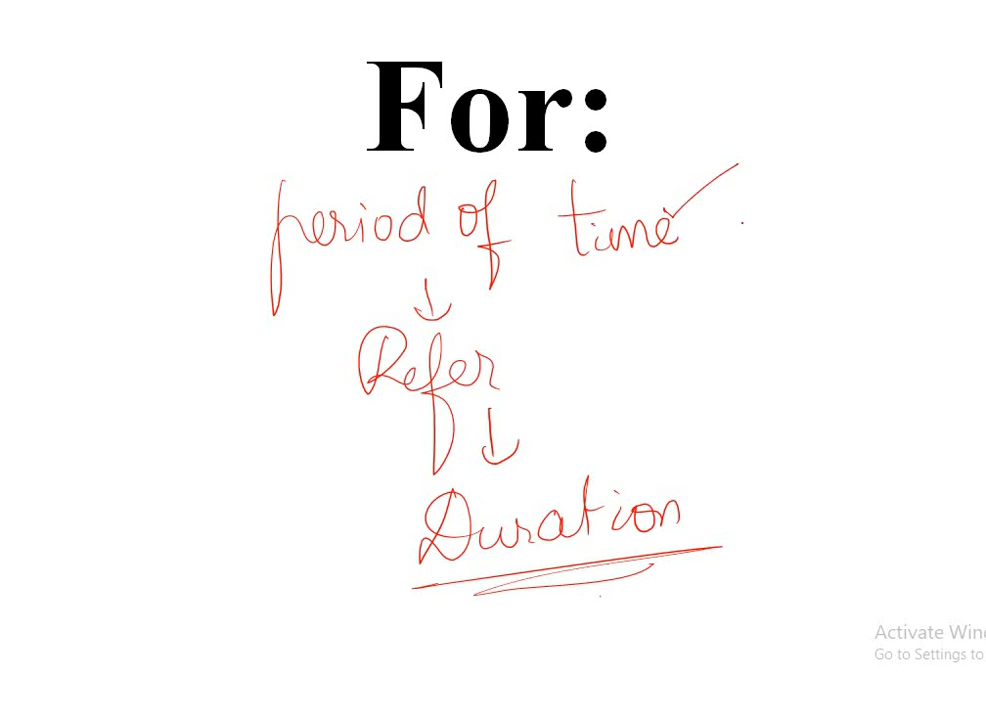 For:
period of time
Refer
Duration
Activate Win
Go to Settings to